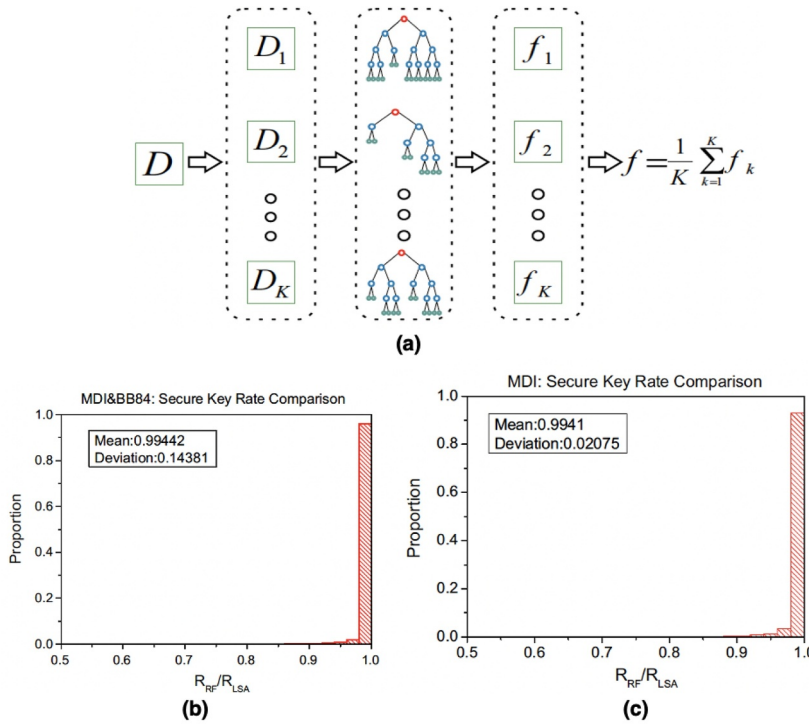 D₁
f₁
D₂
f₂
D
f = 1/K ∑ₖ₌₁ᴷ fₖ
D_K
f_K
(a)
MDI&BB84: Secure Key Rate Comparison
Mean:0.99442
Deviation:0.14381
Proportion
1.0
0.8
0.6
0.4
0.2
0.0
0.5 0.6 0.7 0.8 0.9 1.0
R_RF/R_LSA
(b)
MDI: Secure Key Rate Comparison
Mean:0.9941
Deviation:0.02075
Proportion
1.0
0.8
0.6
0.4
0.2
0.0
0.5 0.6 0.7 0.8 0.9 1.0
R_RF/R_LSA
(c)